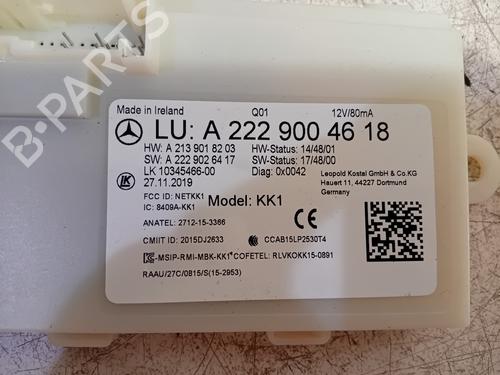 B-PARTS
Made in Ireland Q01 12V/80mA
LU: A 222 900 46 18
HW: A 213 901 82 03 HW-Status: 14/48/01
SW: A 222 902 64 17 SW-Status: 17/48/00
LK 10345466-00 Diag: 0x0042
27.11.2019
Leopold Kostal GmbH & Co.KG
Hauert 11, 44227 Dortmund
Germany
LK
FCC ID: NETKK1
IC: 8409A-KK1
Model: KK1
ANATEL: 2712-15-3366
CMIIT ID: 2015DJ2633 CCAB15LP2530T4
-MSIP-RMI-MBK-KK1 COFETEL: RLVKOKK15-0891
RAAU/27C/0815/S(15-2953)